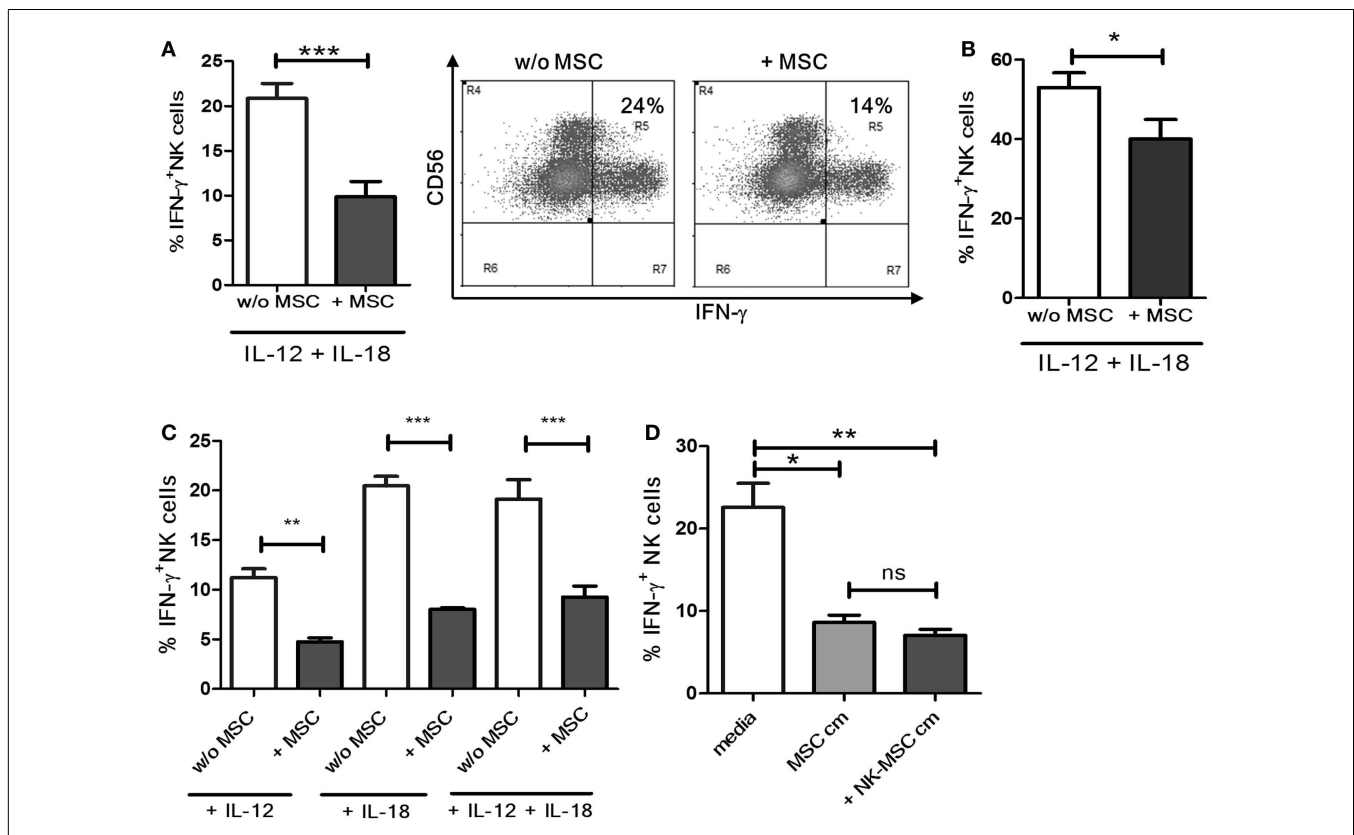 A
% IFN-γ⁺NK cells
25
20
15
10
5
0
***
w/o MSC + MSC
IL-12 + IL-18
w/o MSC + MSC
CD56
R4
24%
R5
R6
R7
R4
14%
R5
R6
R7
IFN-γ
B
% IFN-γ⁺NK cells
60
40
20
0
*
w/o MSC + MSC
IL-12 + IL-18
C
% IFN-γ⁺NK cells
25
20
15
10
5
0
**
***
***
w/o MSC
+ MSC
w/o MSC
+ MSC
w/o MSC
+ MSC
+ IL-12
+ IL-18
+ IL-12 + IL-18
D
% IFN-γ⁺ NK cells
30
20
10
0
**
*
ns
media
MSC cm
+ NK-MSC cm